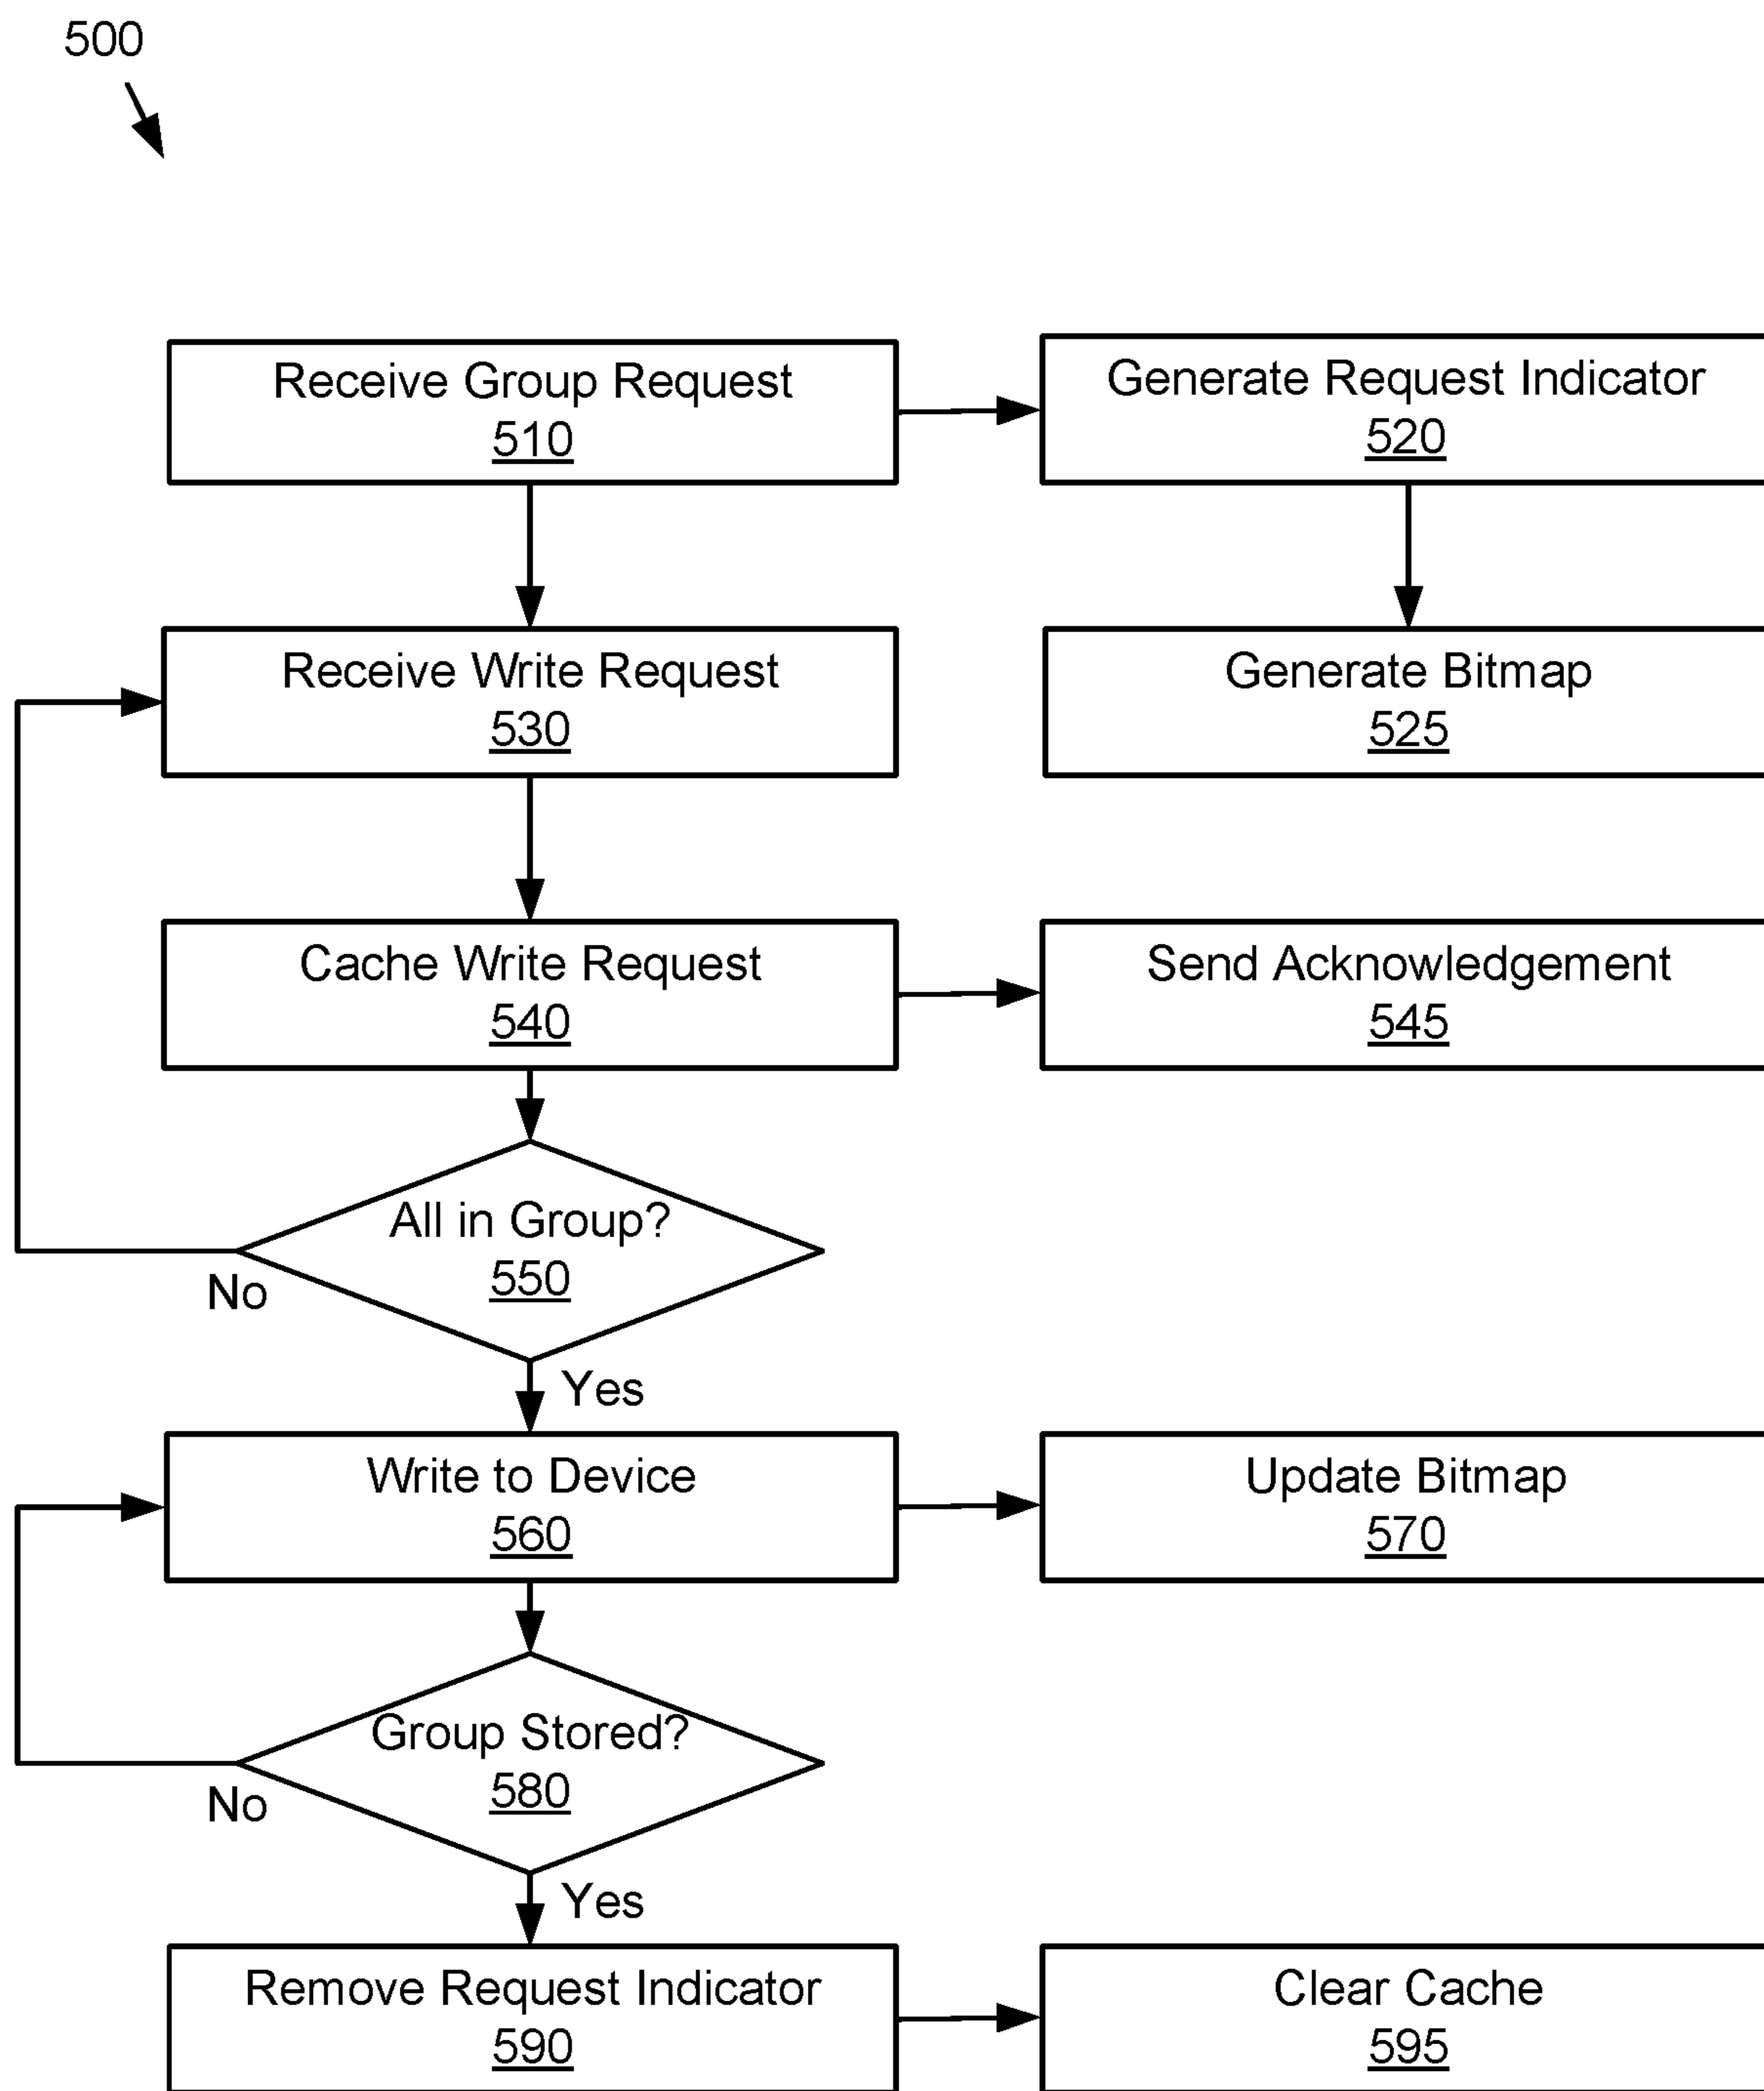 500
Receive Group Request
510
Generate Request Indicator
520
Receive Write Request
530
Generate Bitmap
525
Cache Write Request
540
Send Acknowledgement
545
All in Group?
550
No
Yes
Write to Device
560
Update Bitmap
570
Group Stored?
580
No
Yes
Remove Request Indicator
590
Clear Cache
595